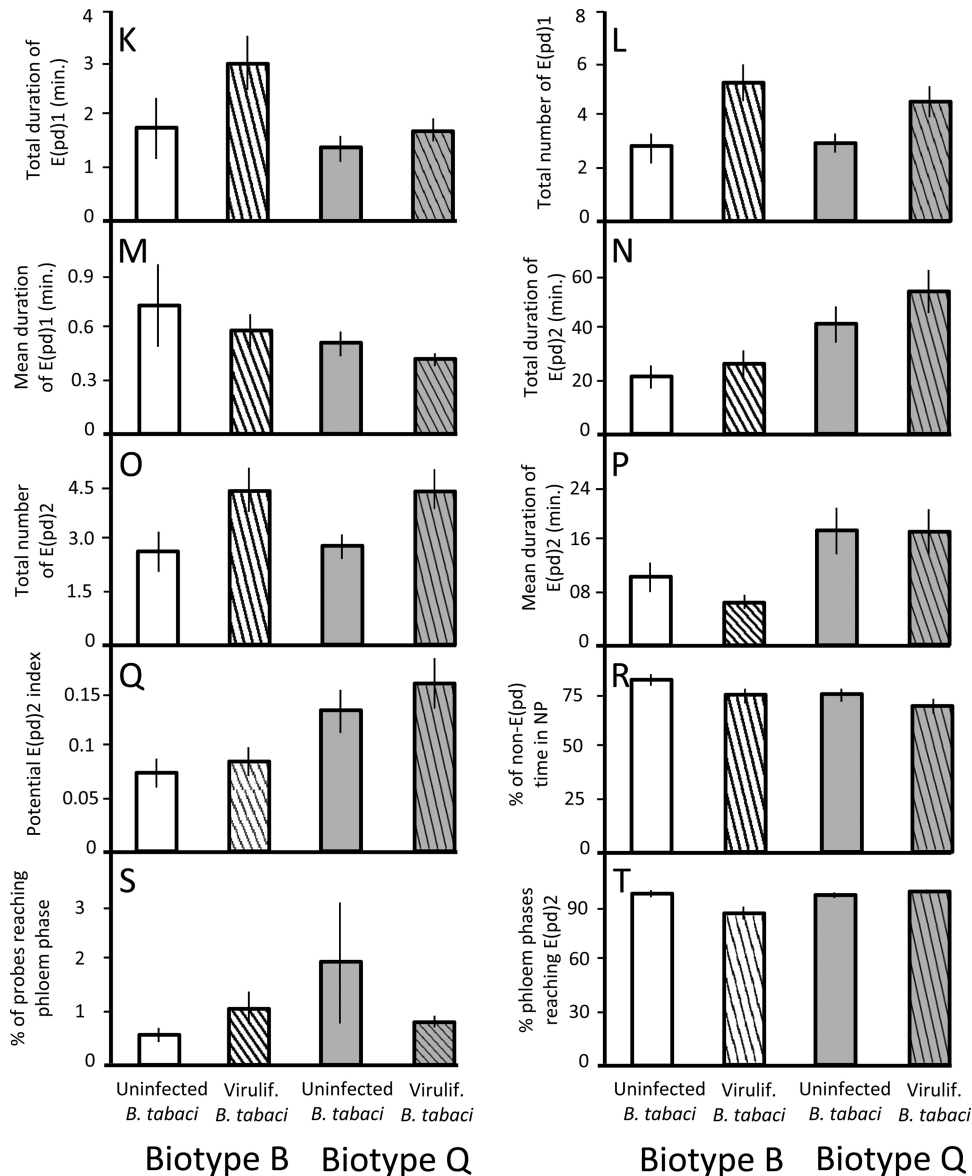 K
Total duration of
E(pd)1 (min.)
4
3
2
1
0
L
Total number of E(pd)1
8
6
4
2
0
M
Mean duration
of E(pd)1 (min.)
0.9
0.6
0.3
0
N
Total duration of
E(pd)2 (min.)
60
40
20
0
O
Total number
of E(pd)2
4.5
3.0
1.5
0
P
Mean duration of
E(pd)2 (min.)
24
16
08
0
Q
Potential E(pd)2 index
0.15
0.1
0.05
0
R
% of non-E(pd)
time in NP
75
50
25
0
S
% of probes reaching
phloem phase
3
2
1
0
T
% phloem phases
reaching E(pd)2
90
60
30
0
Uninfected Virulif. Uninfected Virulif.
B. tabaci B. tabaci B. tabaci B. tabaci
Biotype B Biotype Q
Uninfected Virulif. Uninfected Virulif.
B. tabaci B. tabaci B. tabaci B. tabaci
Biotype B Biotype Q